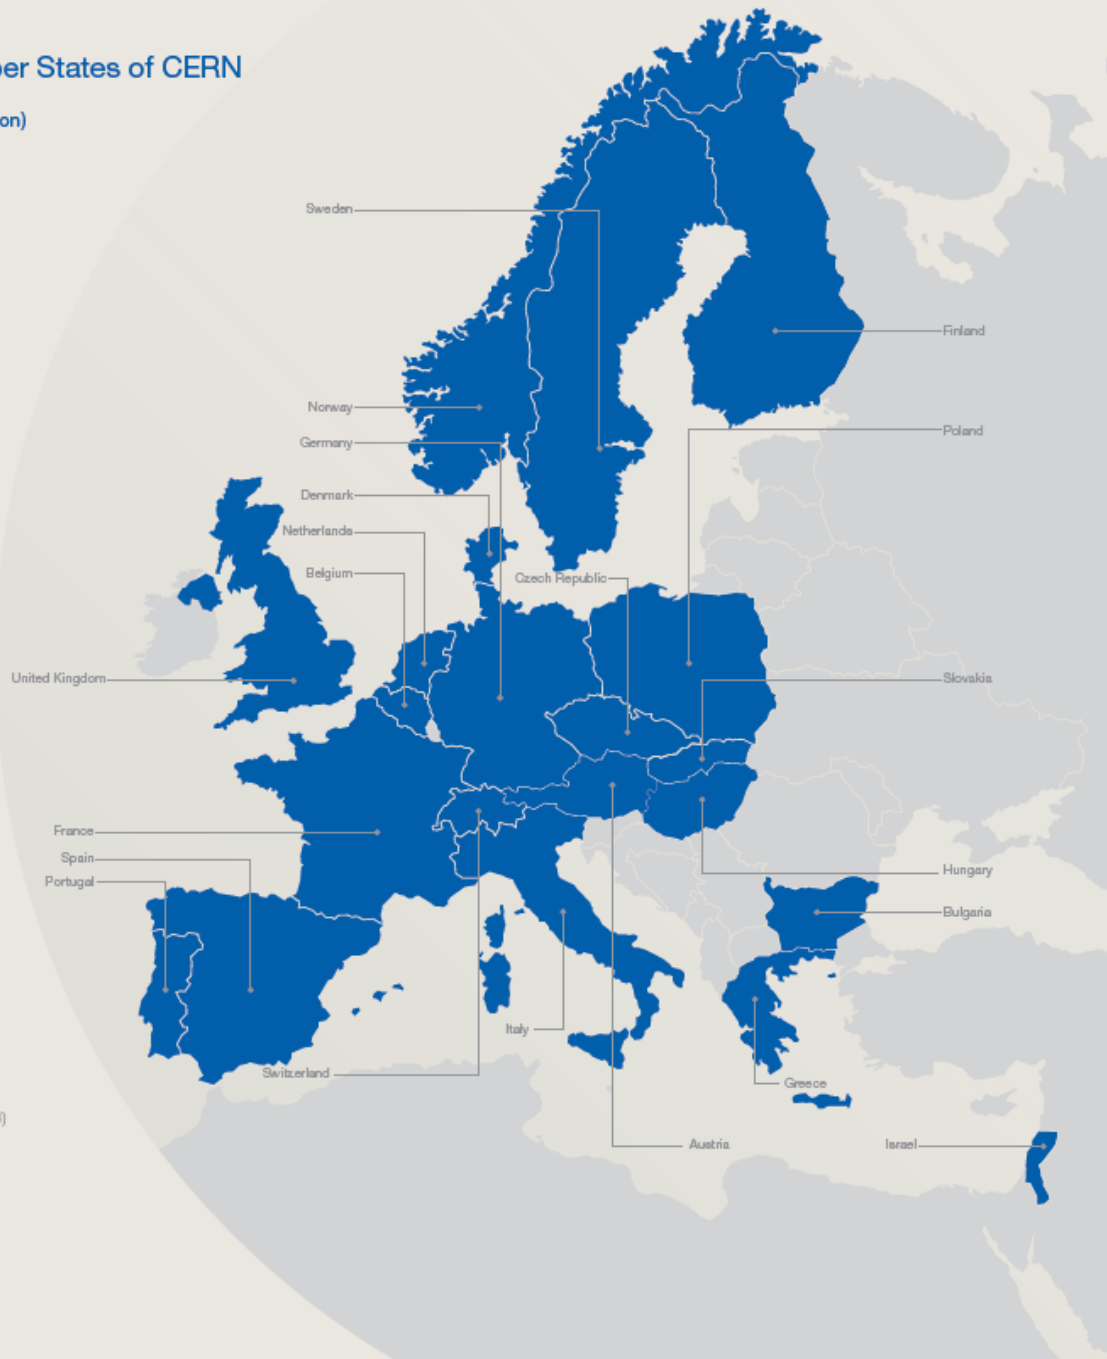 er States of CERN
on)
Sweden
Finland
Norway
Poland
Germany
Denmark
Netherlands
Belgium
Czech Republic
United Kingdom
Slovakia
France
Spain
Hungary
Portugal
Bulgaria
Italy
Switzerland
Greece
Austria
Israel